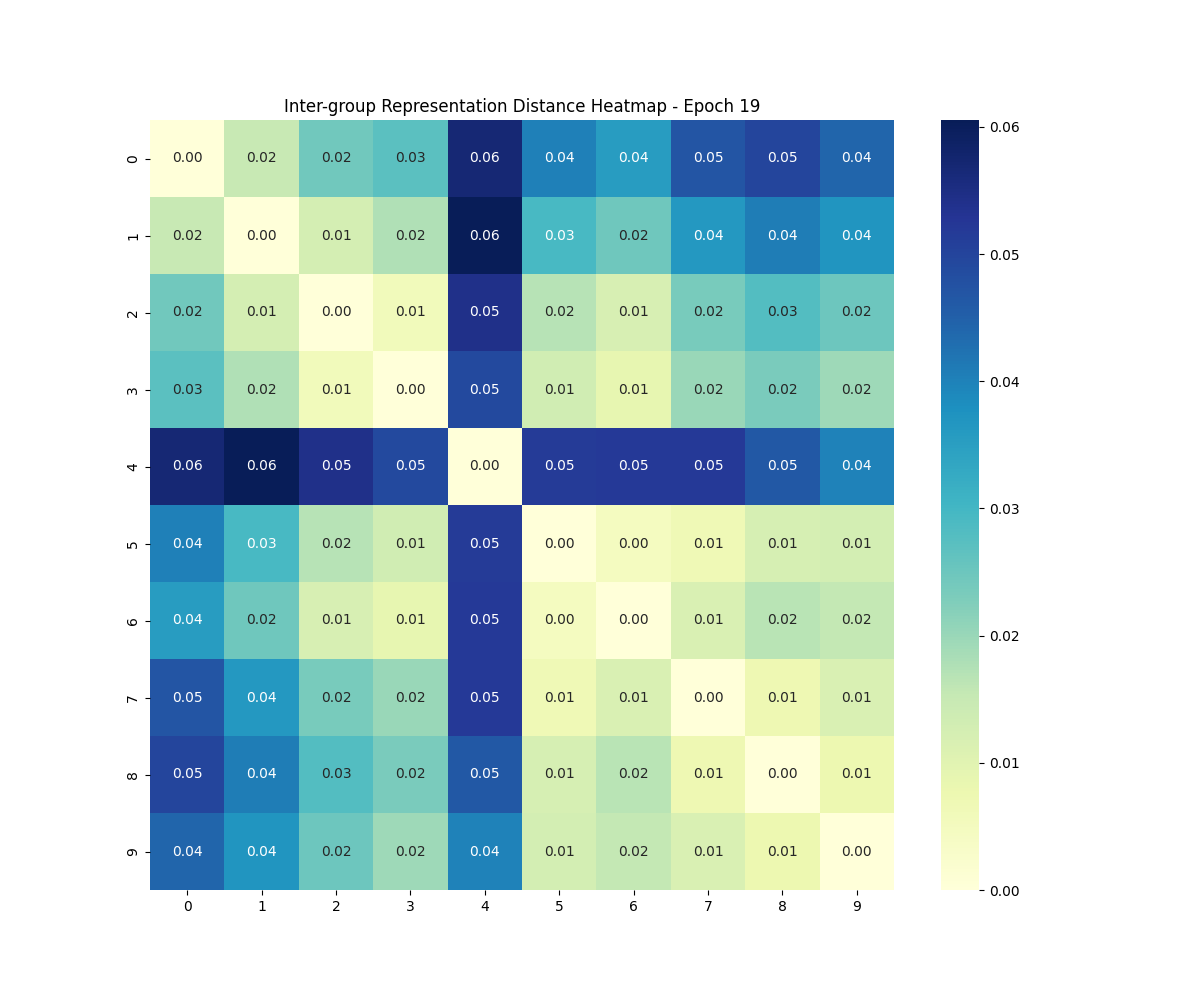 Inter-group Representation Distance Heatmap - Epoch 19
0 0.00 0.02 0.02 0.03 0.06 0.04 0.04 0.05 0.05 0.04 0.06
1 0.02 0.00 0.01 0.02 0.06 0.03 0.02 0.04 0.04 0.04 0.05
2 0.02 0.01 0.00 0.01 0.05 0.02 0.01 0.02 0.03 0.02
3 0.03 0.02 0.01 0.00 0.05 0.01 0.01 0.02 0.02 0.02 0.04
4 0.06 0.06 0.05 0.05 0.00 0.05 0.05 0.05 0.05 0.04 0.03
5 0.04 0.03 0.02 0.01 0.05 0.00 0.00 0.01 0.01 0.01
6 0.04 0.02 0.01 0.01 0.05 0.00 0.00 0.01 0.02 0.02 0.02
7 0.05 0.04 0.02 0.02 0.05 0.01 0.01 0.00 0.01 0.01
8 0.05 0.04 0.03 0.02 0.05 0.01 0.02 0.01 0.00 0.01 0.01
9 0.04 0.04 0.02 0.02 0.04 0.01 0.02 0.01 0.01 0.00 0.00
0 1 2 3 4 5 6 7 8 9